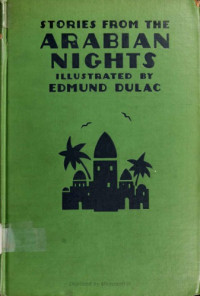 STORIES FROM THE
ARABIAN
NIGHTS
ILLUSTRATED BY
EDMUND DULAC